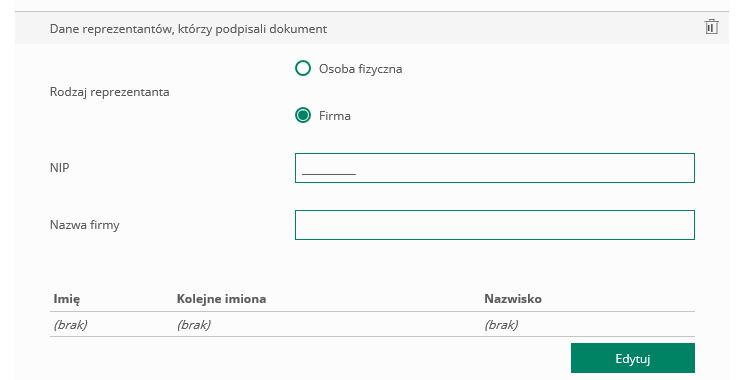 Dane reprezentantów, którzy podpisali dokument
Osoba fizyczna
Rodzaj reprezentanta
Firma
NIP
__________
Nazwa firmy
Imię Kolejne imiona Nazwisko
(brak) (brak) (brak)
Edytuj